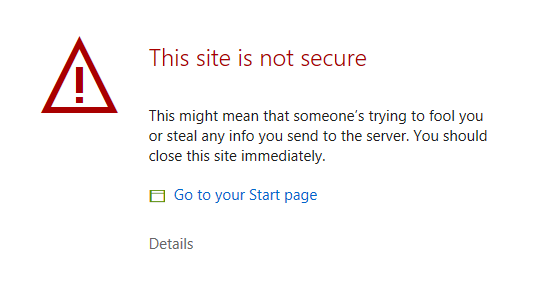 This site is not secure
This might mean that someone's trying to fool you
or steal any info you send to the server. You should
close this site immediately.
Go to your Start page
Details